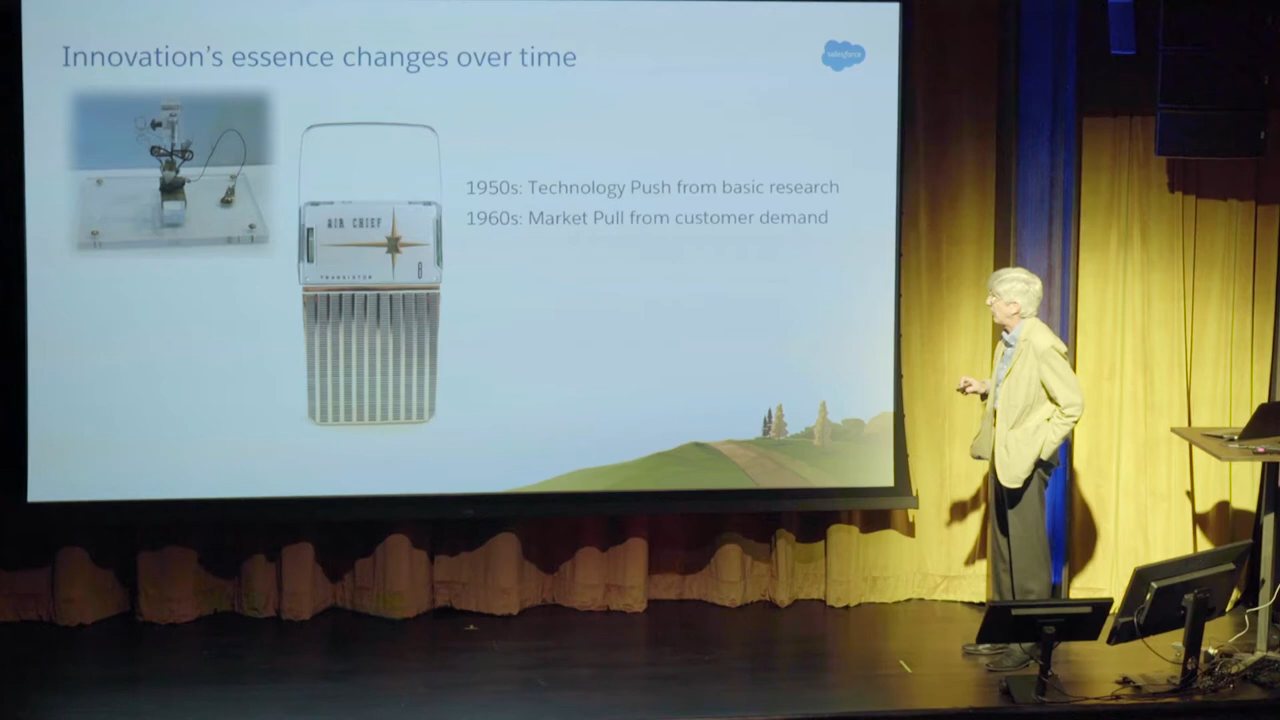 Innovation's essence changes over time
salesforce
1950s: Technology Push from basic research
1960s: Market Pull from customer demand
AIR CHIEF
TRANSISTOR
8